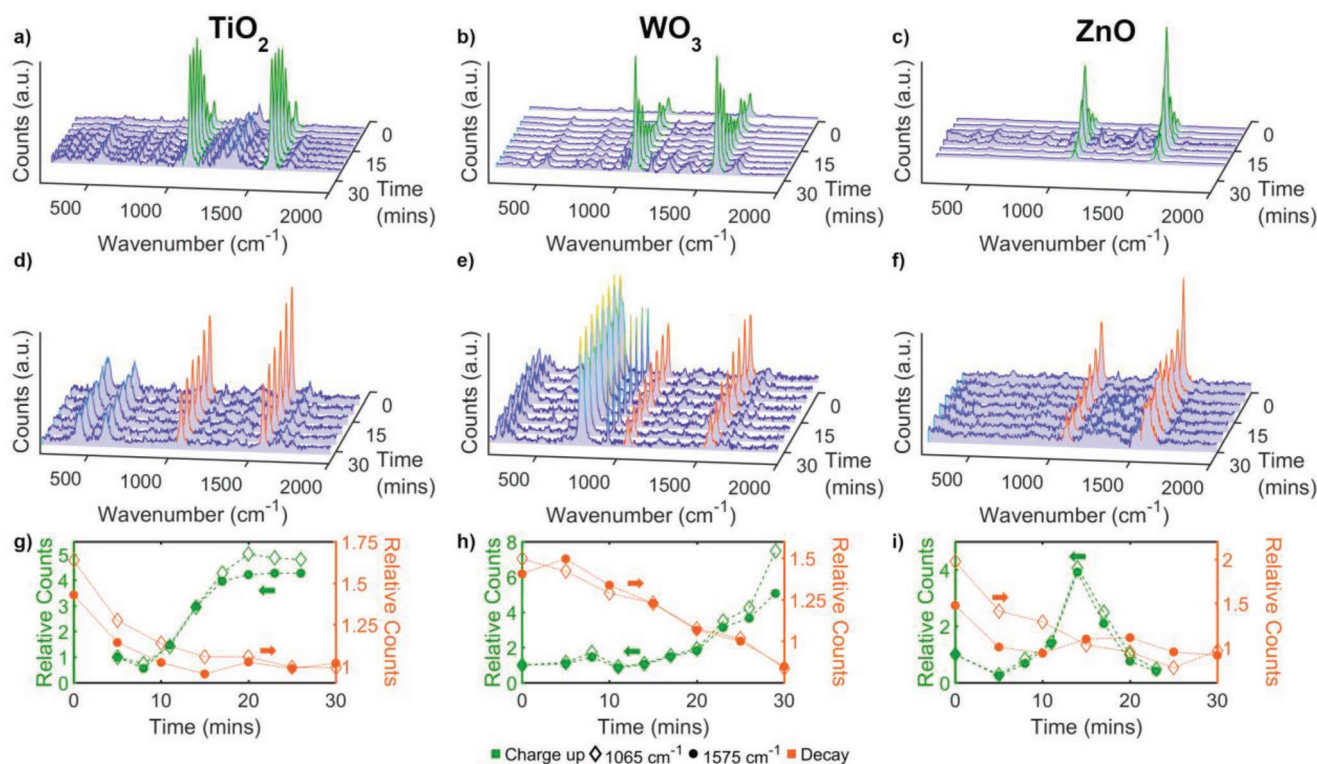 TiO2 WO3 ZnO
a) b) c)
Counts (a.u.) Counts (a.u.) Counts (a.u.)
0 0 0
15 15 15
30 Time 30 Time 30 Time
(mins) (mins) (mins)
500 1000 1500 2000 500 1000 1500 2000 500 1000 1500 2000
Wavenumber (cm-1) Wavenumber (cm-1) Wavenumber (cm-1)
d) e) f)
Counts (a.u.) Counts (a.u.) Counts (a.u.)
0 0 0
15 15 15
30 Time 30 Time 30 Time
(mins) (mins) (mins)
500 1000 1500 2000 500 1000 1500 2000 500 1000 1500 2000
Wavenumber (cm-1) Wavenumber (cm-1) Wavenumber (cm-1)
g) h) i)
Relative Counts
5 4 3 2 1 0
1.75 1.5 1.25 1
Relative Counts
0 10 20 30
Time (mins)
Relative Counts
8 6 4 2 0
1.5 1.25 1
Relative Counts
0 10 20 30
Time (mins)
Relative Counts
4 2 0
2 1.5 1
Relative Counts
0 10 20 30
Time (mins)
Charge up 1065 cm-1 1575 cm-1 Decay